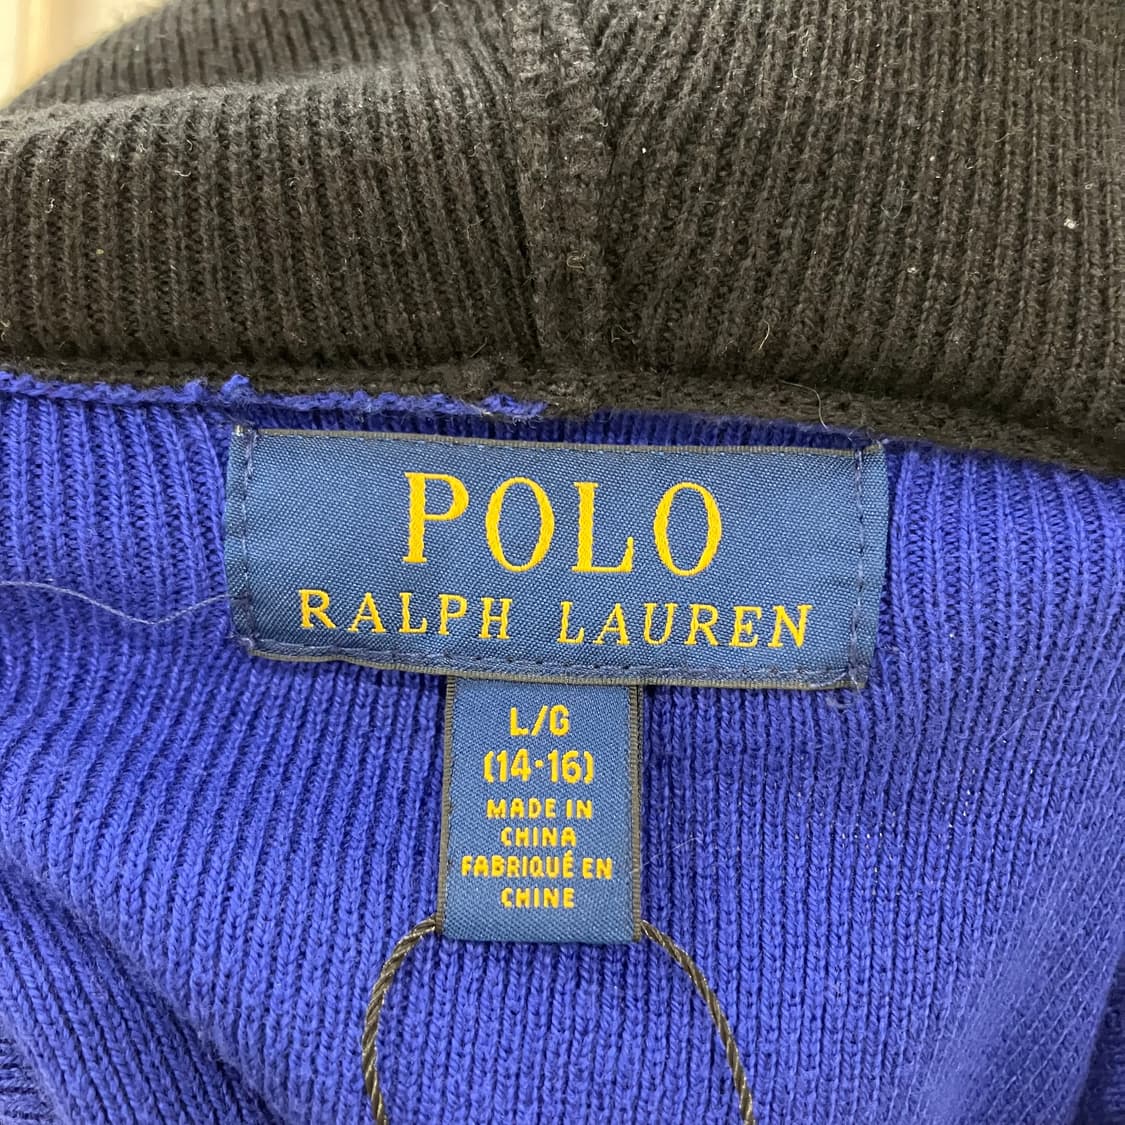 POLO
RALPH LAUREN
L/G
(14-16)
MADE IN
CHINA
FABRIQUÉ EN
CHINE